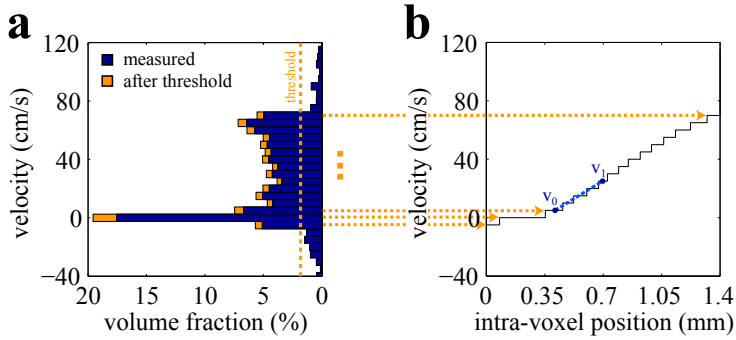 a
b
120
80
40
0
−40
velocity (cm/s)
measured
after threshold
threshold
20
15
10
5
0
volume fraction (%)
120
80
40
0
−40
velocity (cm/s)
v0
v1
0
0.35
0.7
1.05
1.4
intra-voxel position (mm)